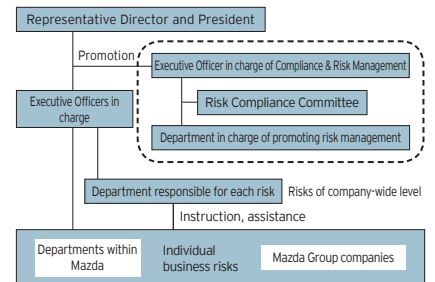 Representative Director and President
Promotion
Executive Officer in charge of Compliance & Risk Management
Executive Officers in
charge
Risk Compliance Committee
Department in charge of promoting risk management
Department responsible for each risk
Risks of company-wide level
Instruction, assistance
Departments within
Mazda
Individual
business risks
Mazda Group companies